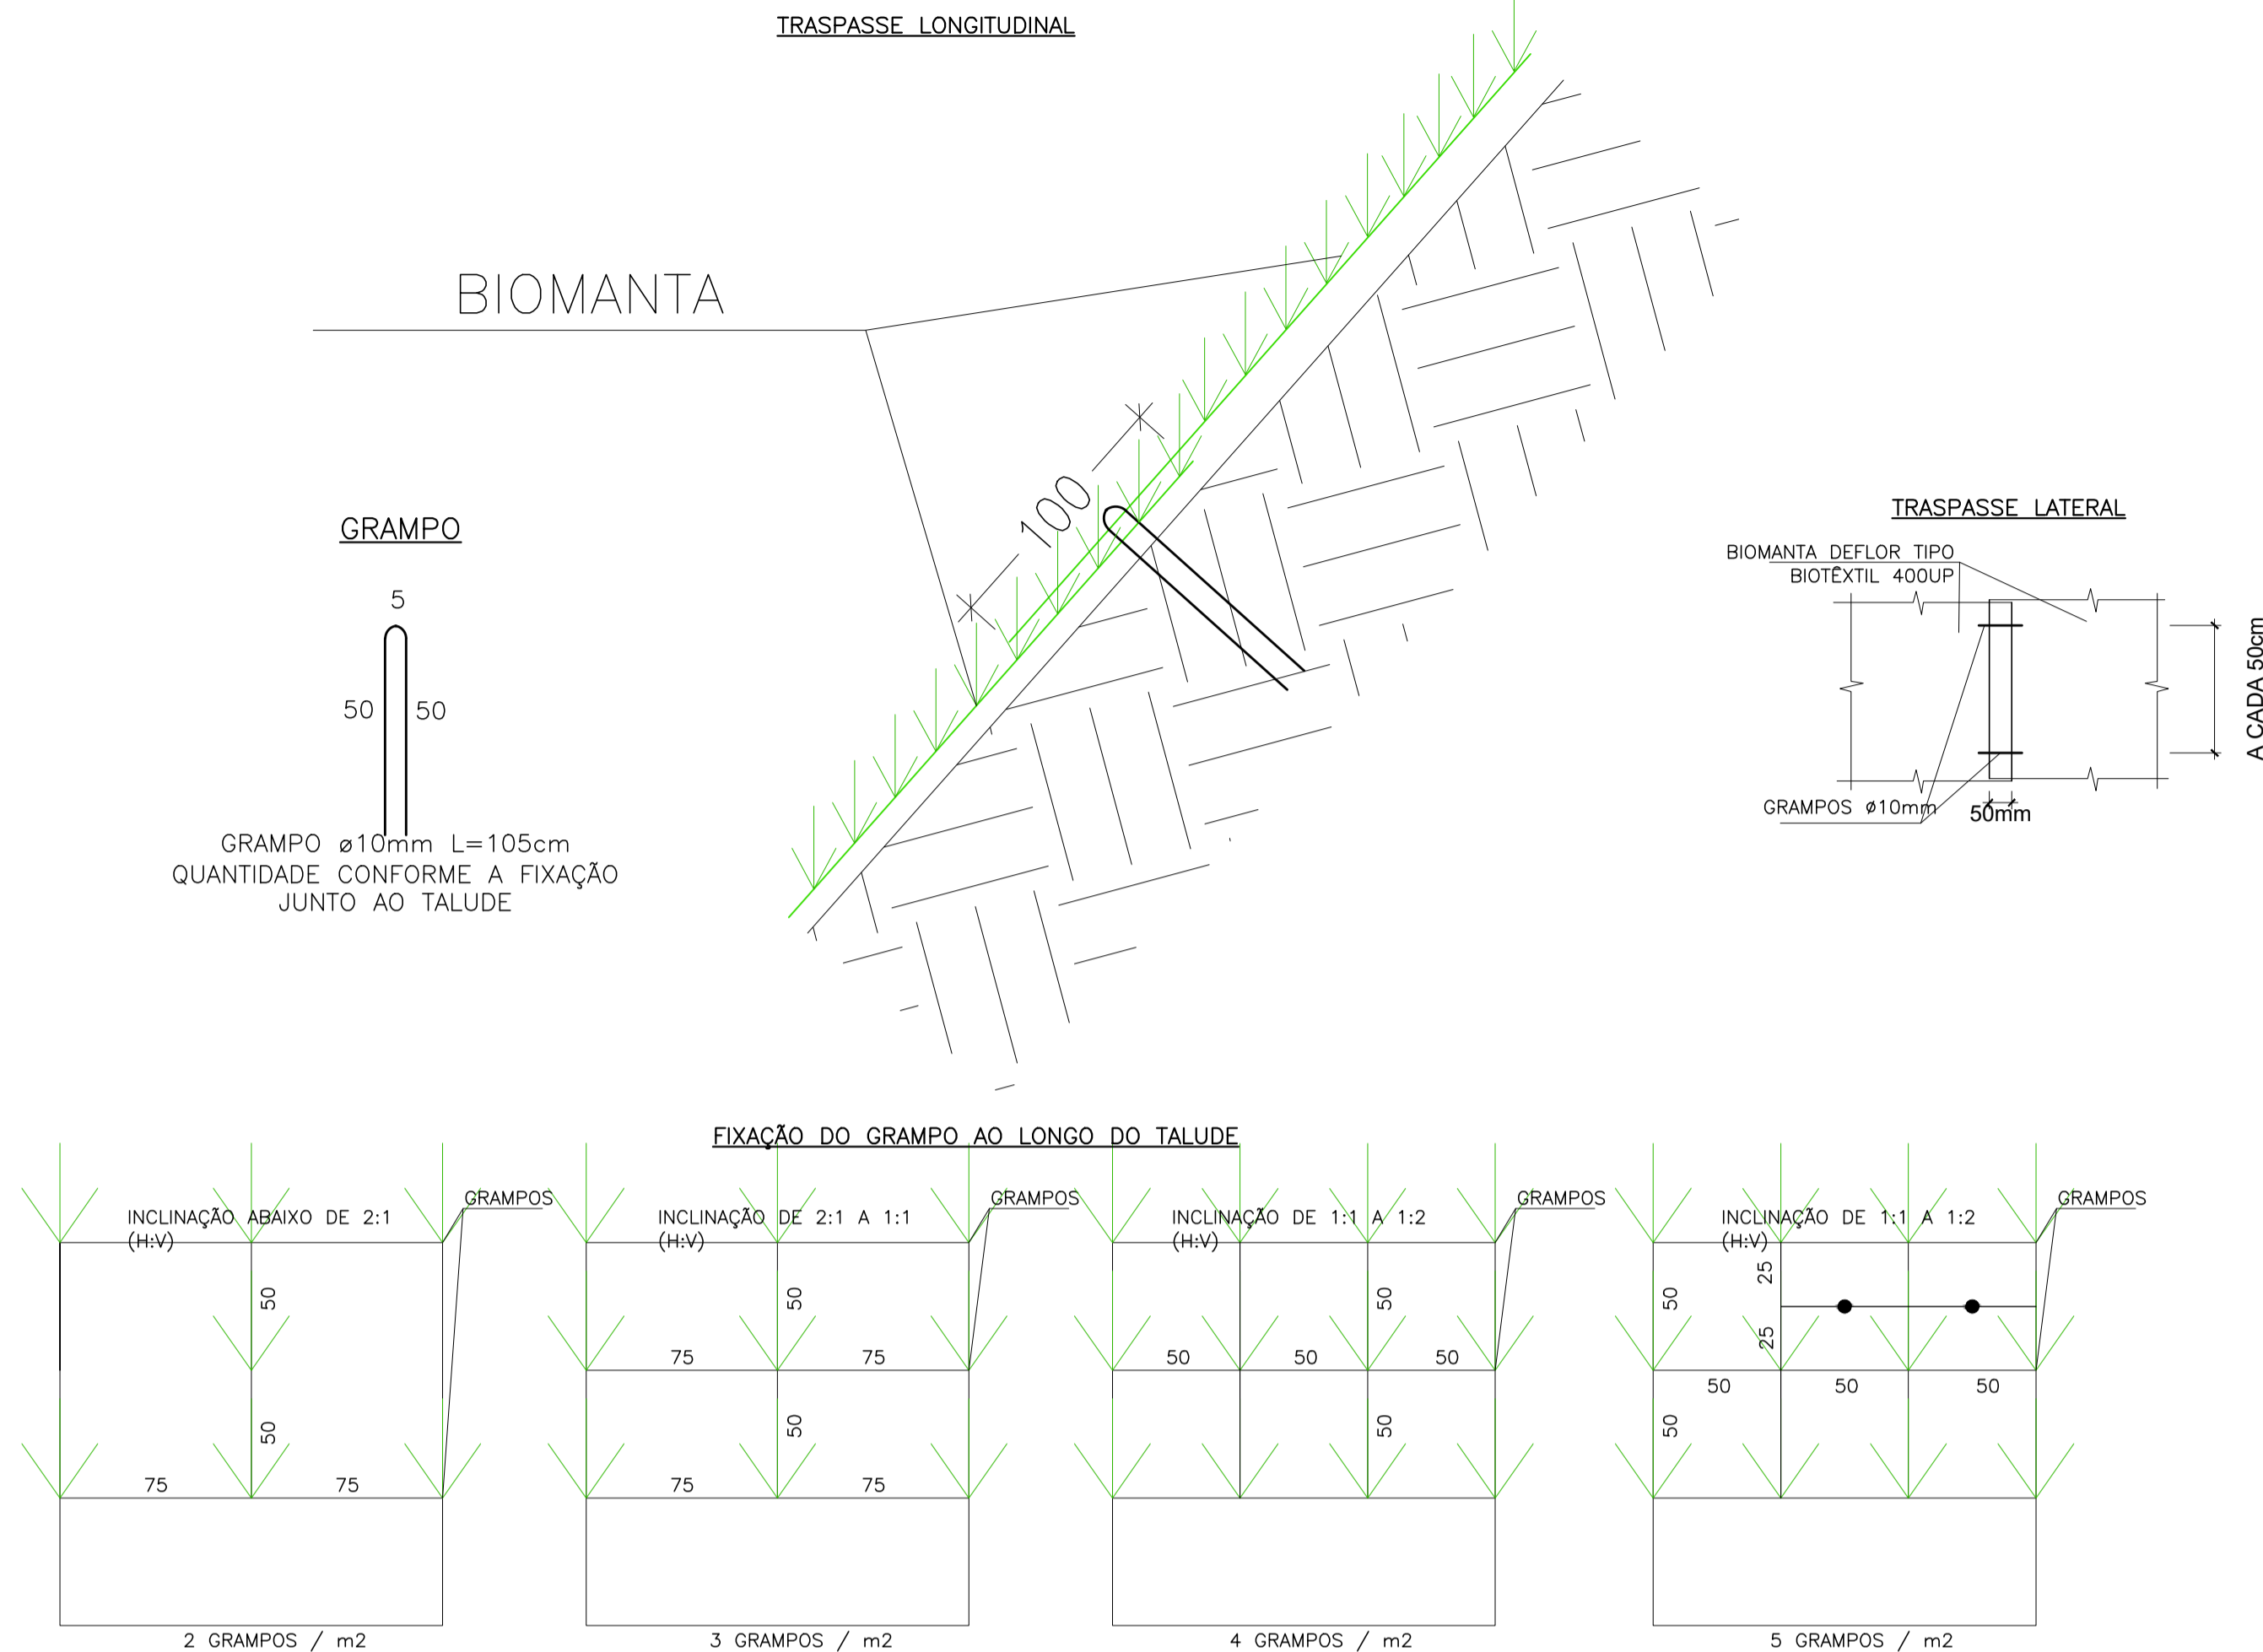 TRASPASSE LONGITUDINAL
BIOMANTA
100
GRAMPO
5
50
50
GRAMPO ø10mm L=105cm
QUANTIDADE CONFORME A FIXAÇÃO
JUNTO AO TALUDE
TRASPASSE LATERAL
BIOMANTA DEFLOR TIPO
BIOTÊXTIL 400UP
A CADA 50cm
GRAMPOS ø10mm
50mm
FIXAÇÃO DO GRAMPO AO LONGO DO TALUDE
GRAMPOS
INCLINAÇÃO ABAIXO DE 2:1
(H:V)
50
50
75
75
2 GRAMPOS / m2
GRAMPOS
INCLINAÇÃO DE 2:1 A 1:1
(H:V)
50
75
75
50
75
75
3 GRAMPOS / m2
GRAMPOS
INCLINAÇÃO DE 1:1 A 1:2
(H:V)
50
50
50
50
50
4 GRAMPOS / m2
GRAMPOS
INCLINAÇÃO DE 1:1 A 1:2
(H:V)
25
50
25
50
50
50
50
5 GRAMPOS / m2